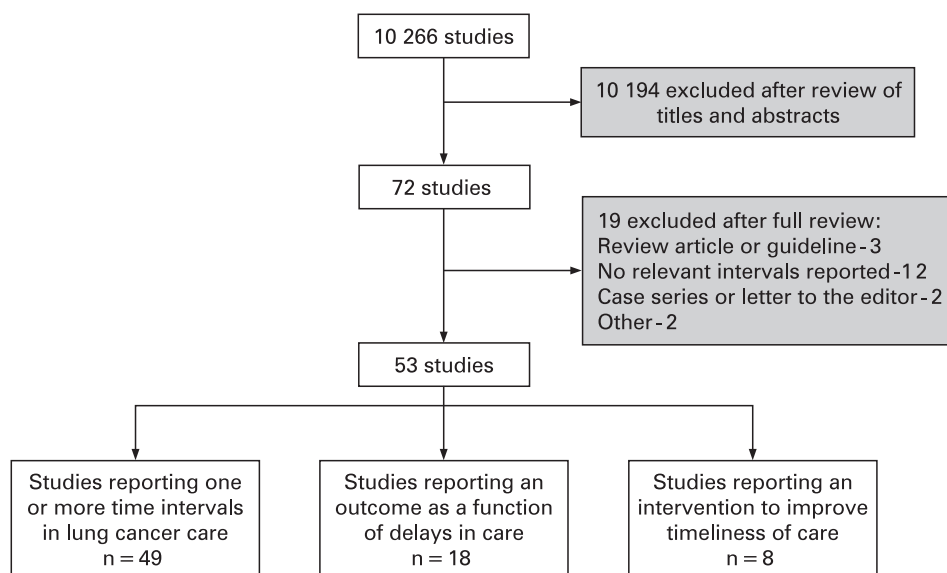 10 266 studies
10 194 excluded after review of
titles and abstracts
72 studies
19 excluded after full review:
Review article or guideline-3
No relevant intervals reported-12
Case series or letter to the editor-2
Other-2
53 studies
Studies reporting one
or more time intervals
in lung cancer care
n = 49
Studies reporting an
outcome as a function
of delays in care
n = 18
Studies reporting an
intervention to improve
timeliness of care
n = 8